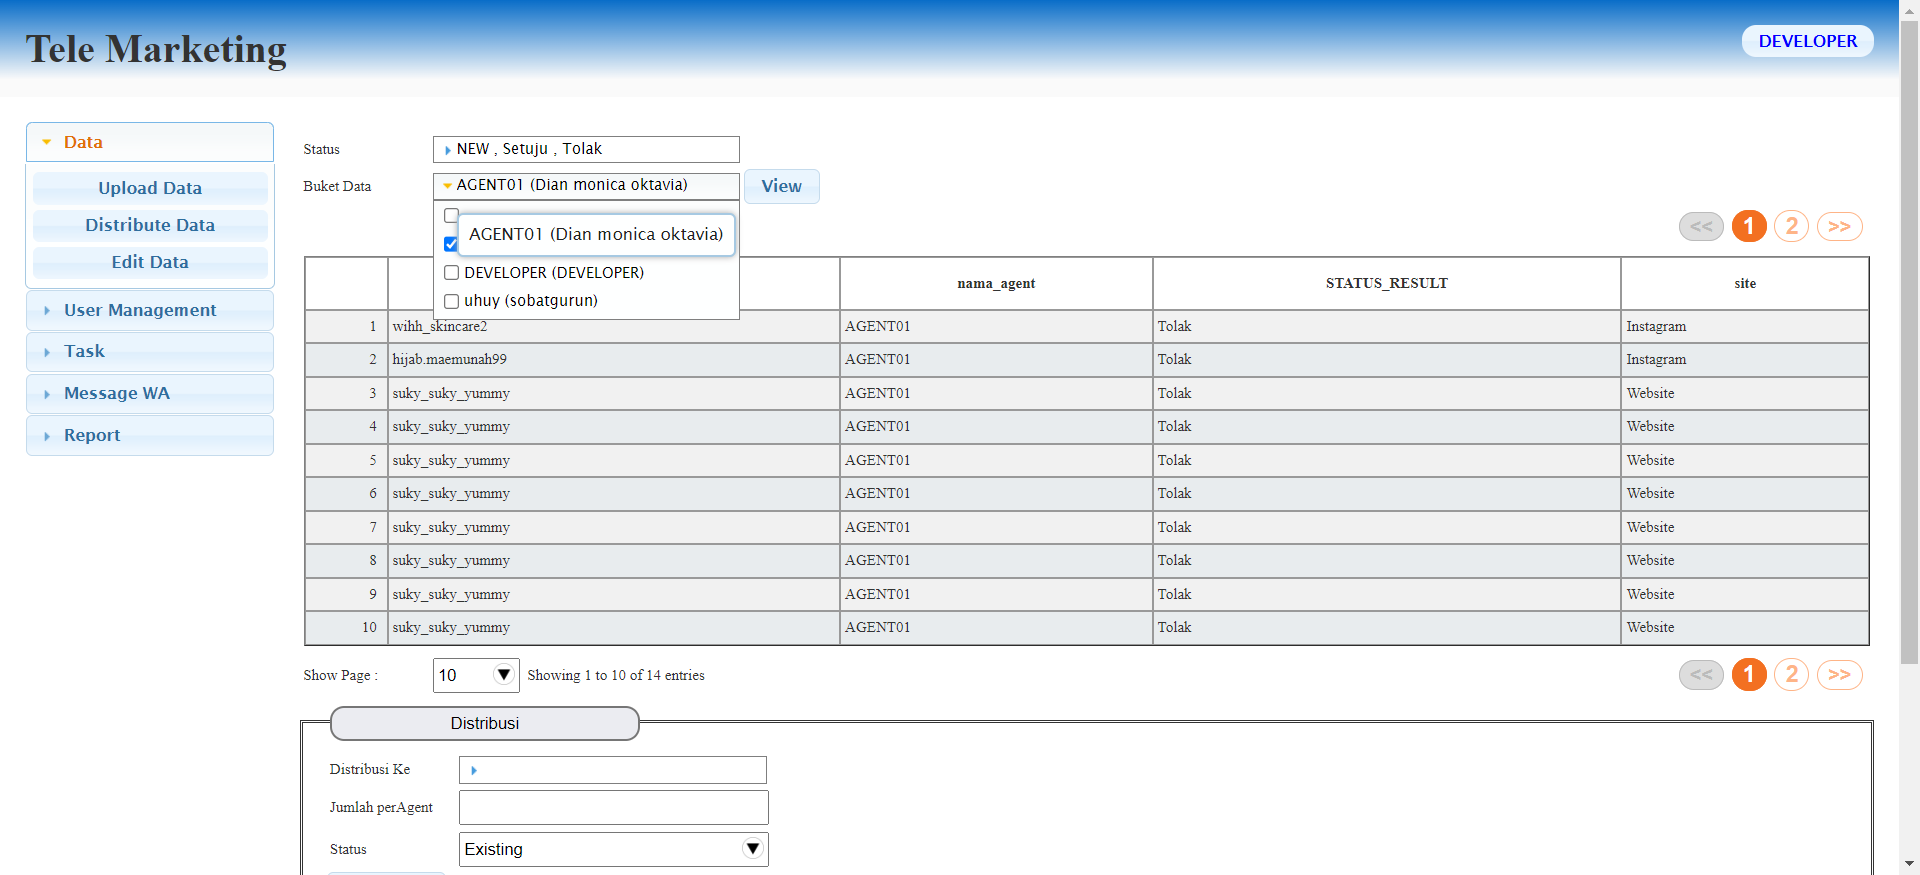 Tele Marketing
DEVELOPER
Data
Upload Data
Distribute Data
Edit Data
User Management
Task
Message WA
Report
Status
NEW , Setuju , Tolak
Buket Data
AGENT01 (Dian monica oktavia)
View
AGENT01 (Dian monica oktavia)
DEVELOPER (DEVELOPER)
uhuy (sobatgurun)
<< 1 2 >>
nama_agent STATUS_RESULT site
1 wihh_skincare2 AGENT01 Tolak Instagram
2 hijab.maemunah99 AGENT01 Tolak Instagram
3 suky_suky_yummy AGENT01 Tolak Website
4 suky_suky_yummy AGENT01 Tolak Website
5 suky_suky_yummy AGENT01 Tolak Website
6 suky_suky_yummy AGENT01 Tolak Website
7 suky_suky_yummy AGENT01 Tolak Website
8 suky_suky_yummy AGENT01 Tolak Website
9 suky_suky_yummy AGENT01 Tolak Website
10 suky_suky_yummy AGENT01 Tolak Website
Show Page : 10 Showing 1 to 10 of 14 entries
<< 1 2 >>
Distribusi
Distribusi Ke
Jumlah perAgent
Status Existing